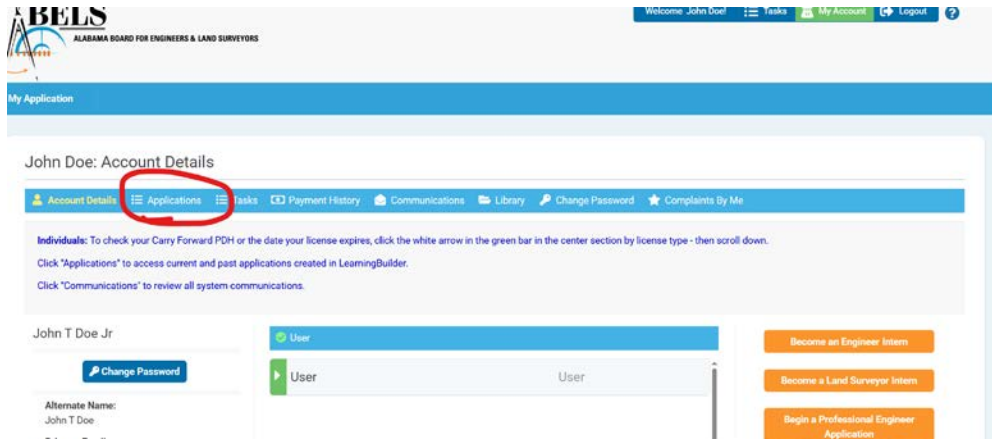 BELS
ALABAMA BOARD FOR ENGINEERS & LAND SURVEYORS
Welcome John Doe! Tasks My Account Logout ?
My Application
John Doe: Account Details
Account Details Applications Tasks Payment History Communications Library Change Password Complaints By Me
Individuals: To check your Carry Forward PDH or the date your license expires, click the white arrow in the green bar in the center section by license type - then scroll down.
Click "Applications" to access current and past applications created in LearningBuilder.
Click "Communications" to review all system communications.
John T Doe Jr
Change Password
Alternate Name:
John T Doe
User
User User
Become an Engineer Intern
Become a Land Surveyor Intern
Begin a Professional Engineer
Application